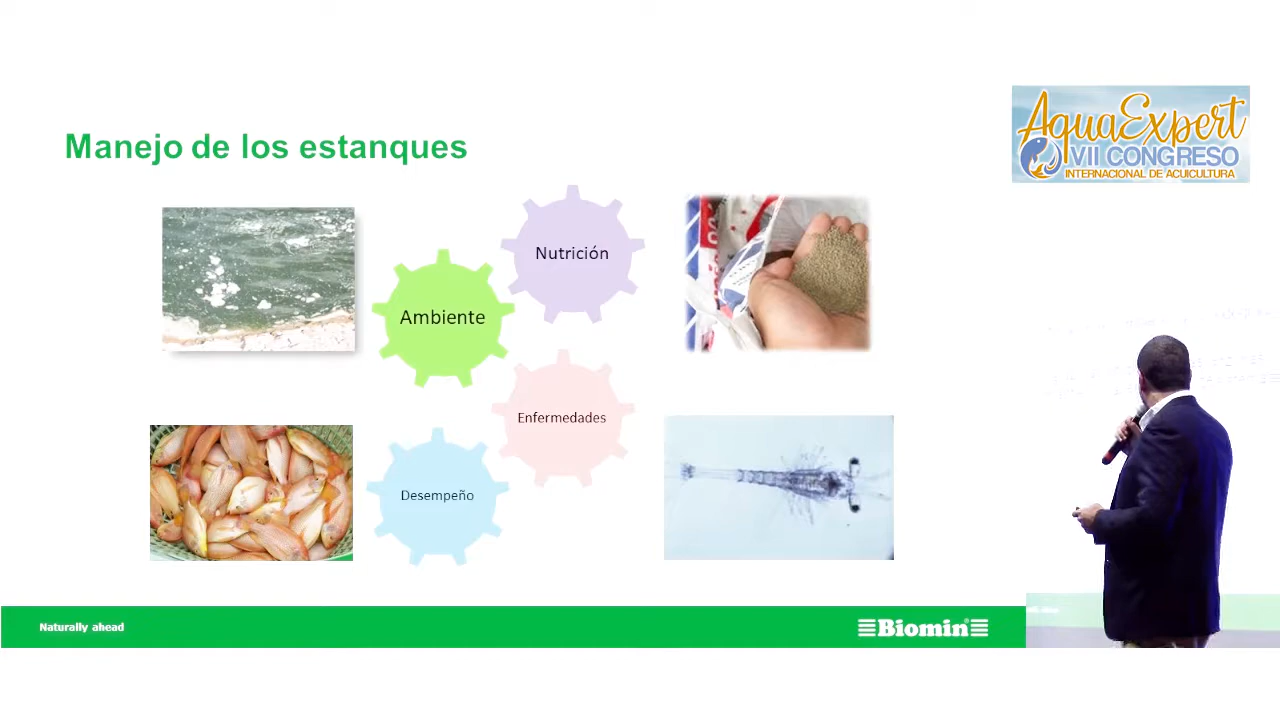 AquaExpert
VII CONGRESO
INTERNACIONAL DE ACUICULTURA
Manejo de los estanques
Nutrición
Ambiente
Enfermedades
Desempeño
Naturally ahead
Biomin